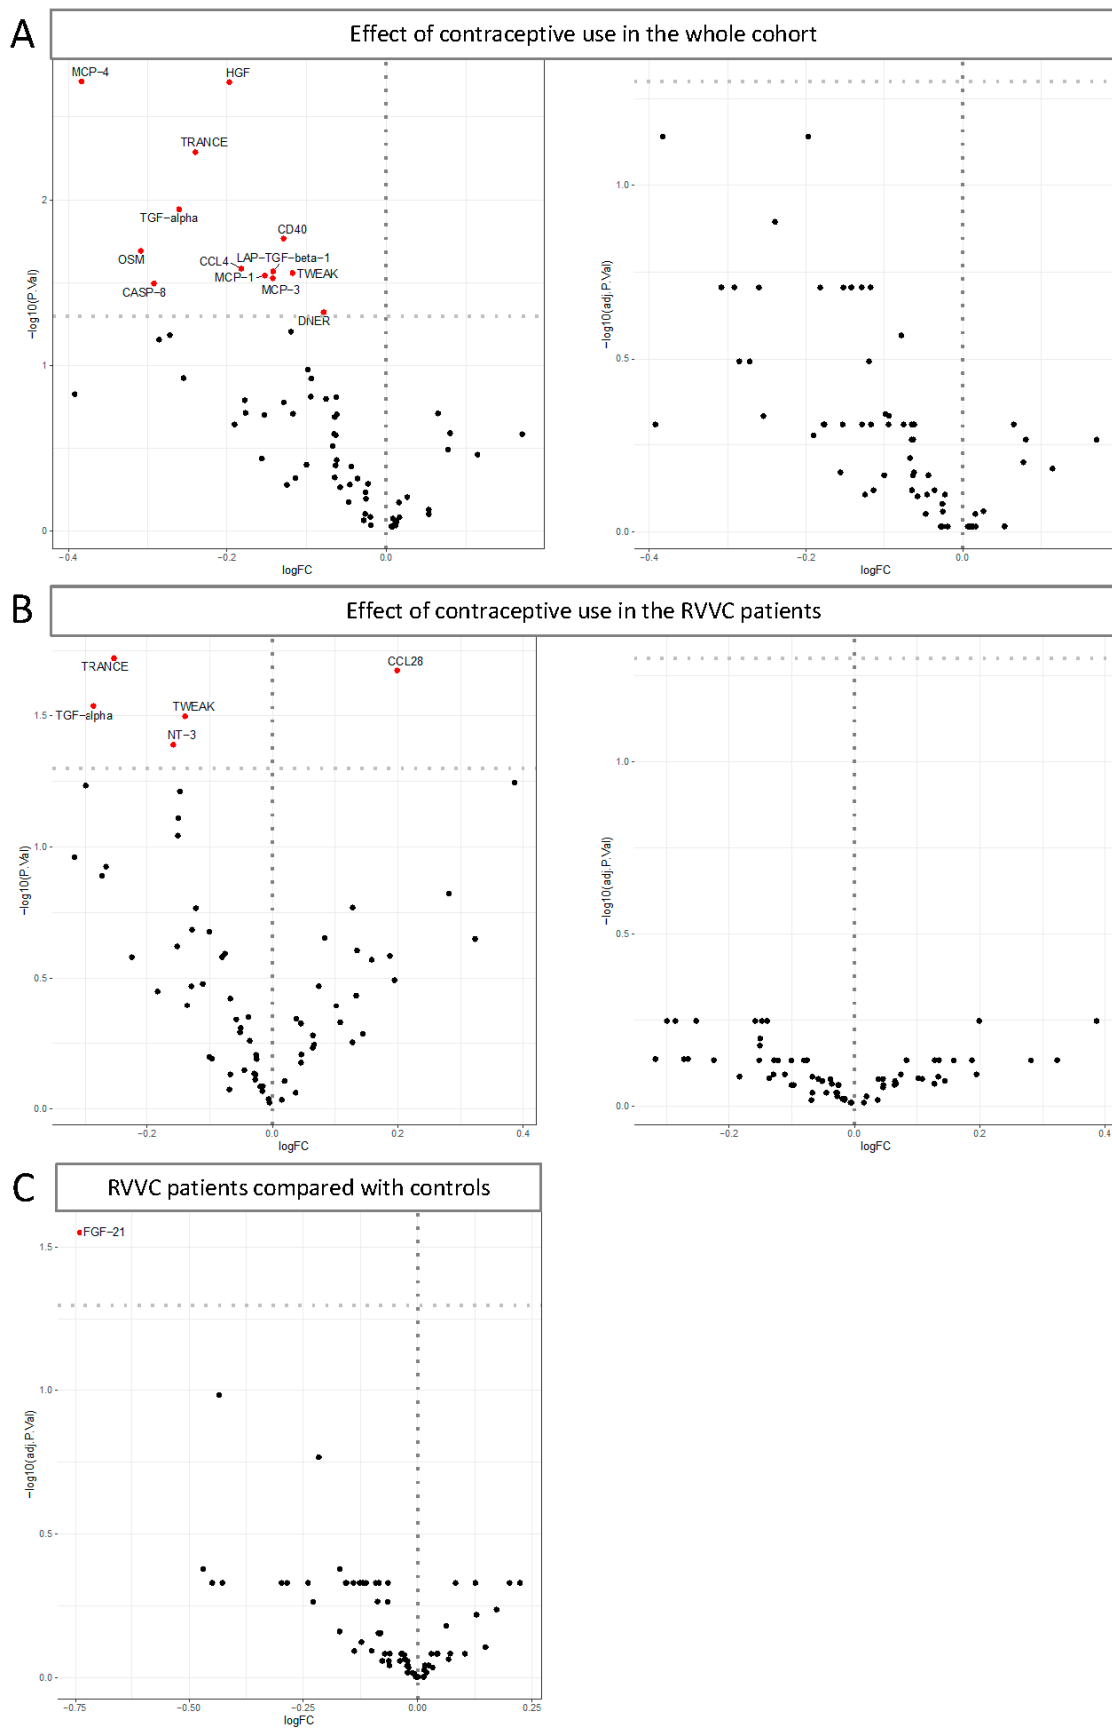 A
Effect of contraceptive use in the whole cohort
MCP−4
HGF
TRANCE
TGF−alpha
CD40
OSM
CCL4
LAP−TGF−beta−1
MCP−1
TWEAK
CASP−8
MCP−3
DNER
−log10(P.Val)
2
1
0
−0.4
−0.2
0.0
logFC
−log10(adj.P.Val)
1.0
0.5
0.0
−0.4
−0.2
0.0
logFC
B
Effect of contraceptive use in the RVVC patients
TRANCE
CCL28
TGF−alpha
TWEAK
NT−3
−log10(P.Val)
1.5
1.0
0.5
0.0
−0.2
0.0
0.2
0.4
logFC
−log10(adj.P.Val)
1.0
0.5
0.0
−0.2
0.0
0.2
0.4
logFC
C
RVVC patients compared with controls
FGF−21
−log10(adj.P.Val)
1.5
1.0
0.5
0.0
−0.75
−0.50
−0.25
0.00
0.25
logFC